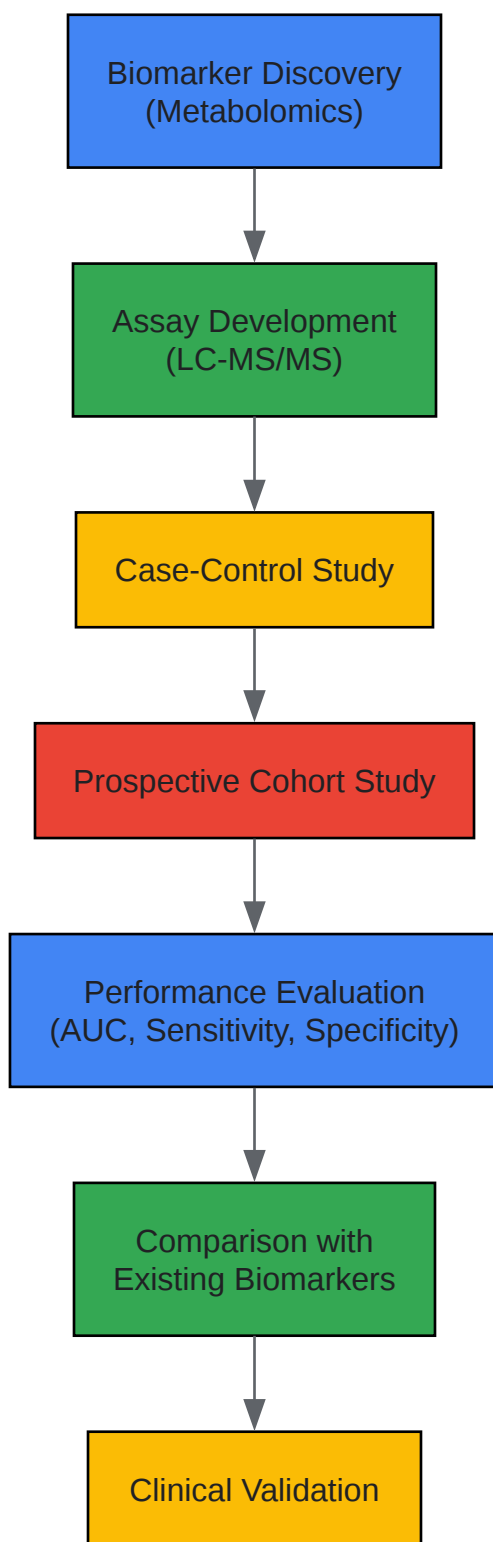 Biomarker Discovery
(Metabolomics)
Assay Development
(LC-MS/MS)
Case-Control Study
Prospective Cohort Study
Performance Evaluation
(AUC, Sensitivity, Specificity)
Comparison with
Existing Biomarkers
Clinical Validation